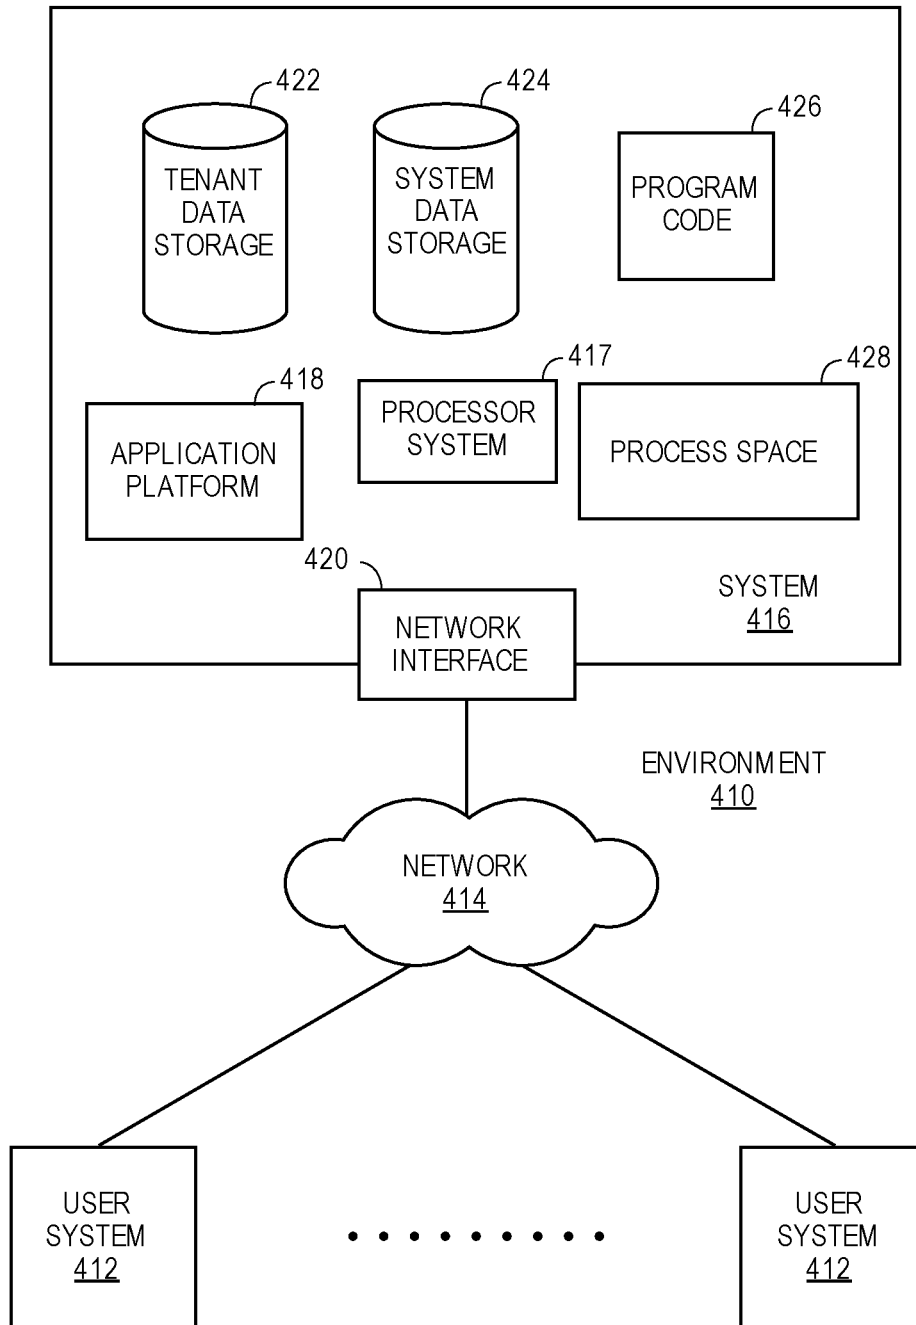 422
424
426
TENANT
DATA
STORAGE
SYSTEM
DATA
STORAGE
PROGRAM
CODE
418
417
428
APPLICATION
PLATFORM
PROCESSOR
SYSTEM
PROCESS SPACE
420
NETWORK
INTERFACE
SYSTEM
416
ENVIRONMENT
410
NETWORK
414
USER
SYSTEM
412
USER
SYSTEM
412